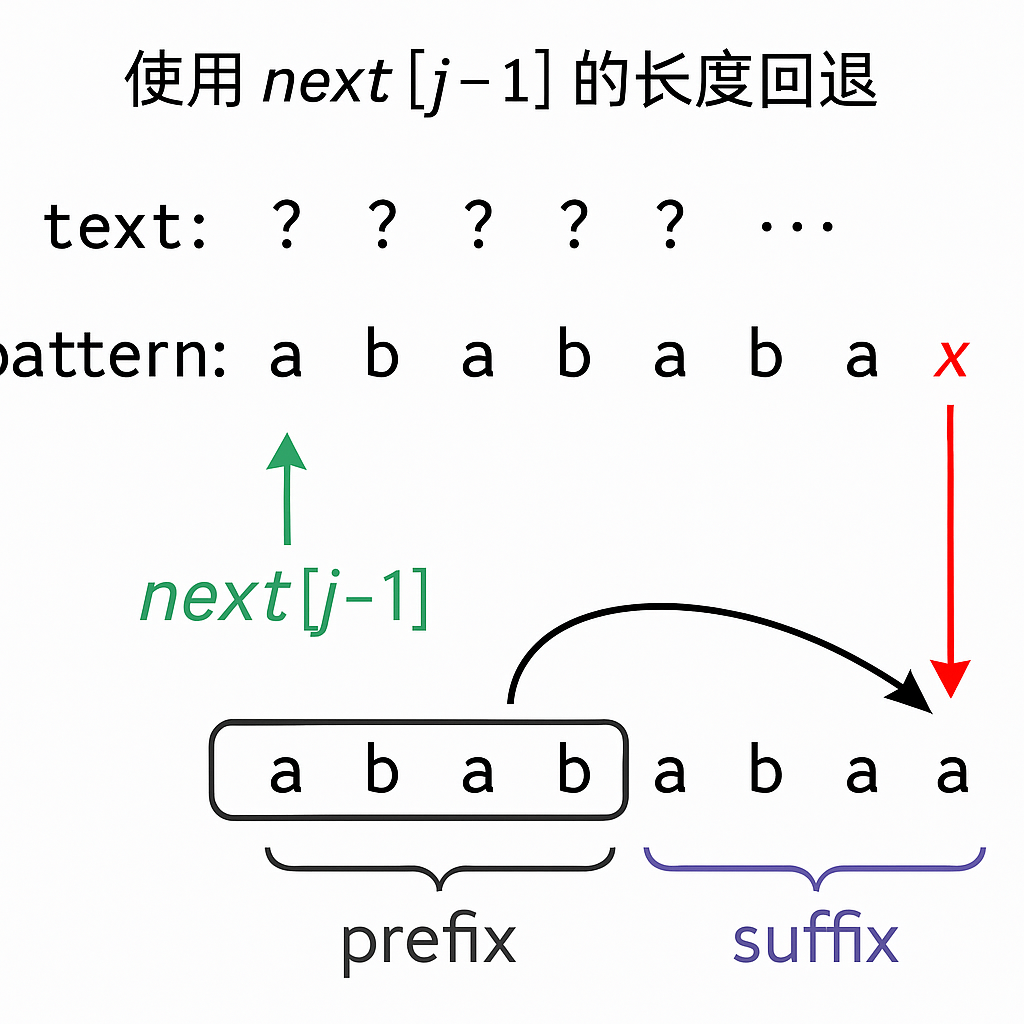 使用 next [j－1] 的长度回退
text: ? ? ? ? ? ···
pattern: a b a b a b a x
next[j-1]
a b a b a b a a
prefix suffix